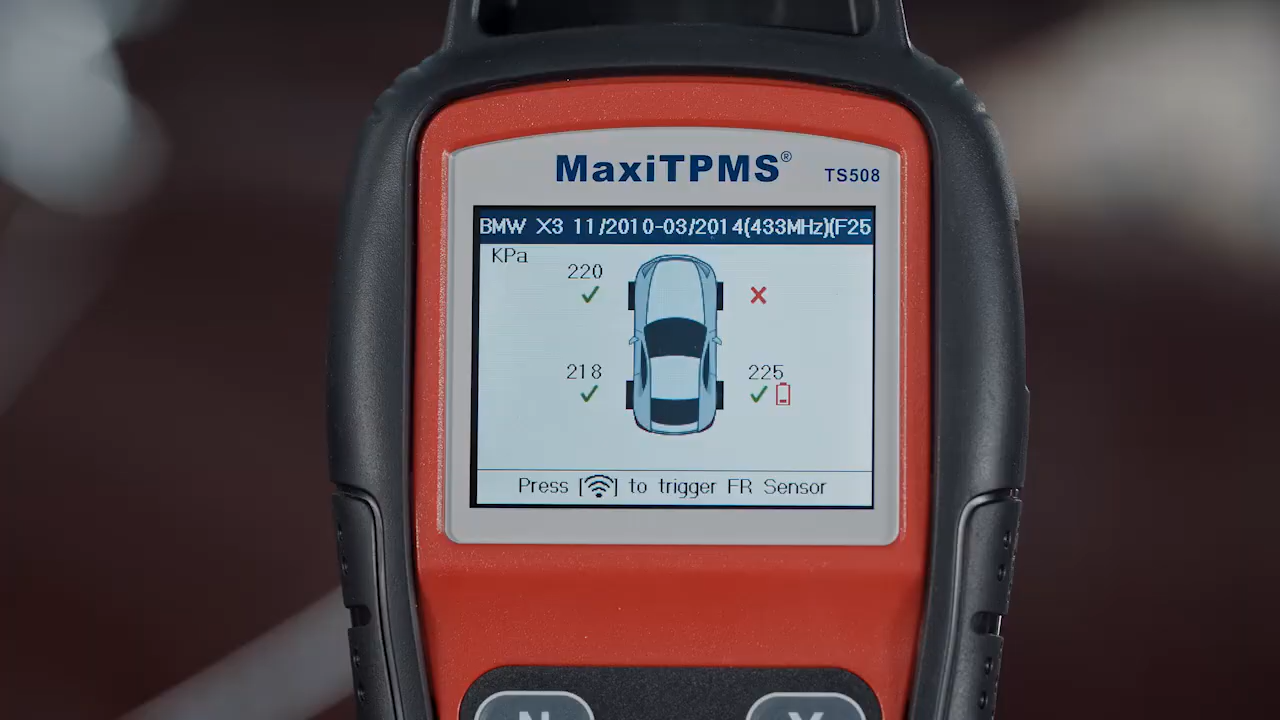 MaxiTPMS®
TS508
BMW X3 11/2010-03/2014(433MHz)(F25
KPa
220
218
225
Press [ ] to trigger FR Sensor
N
Y